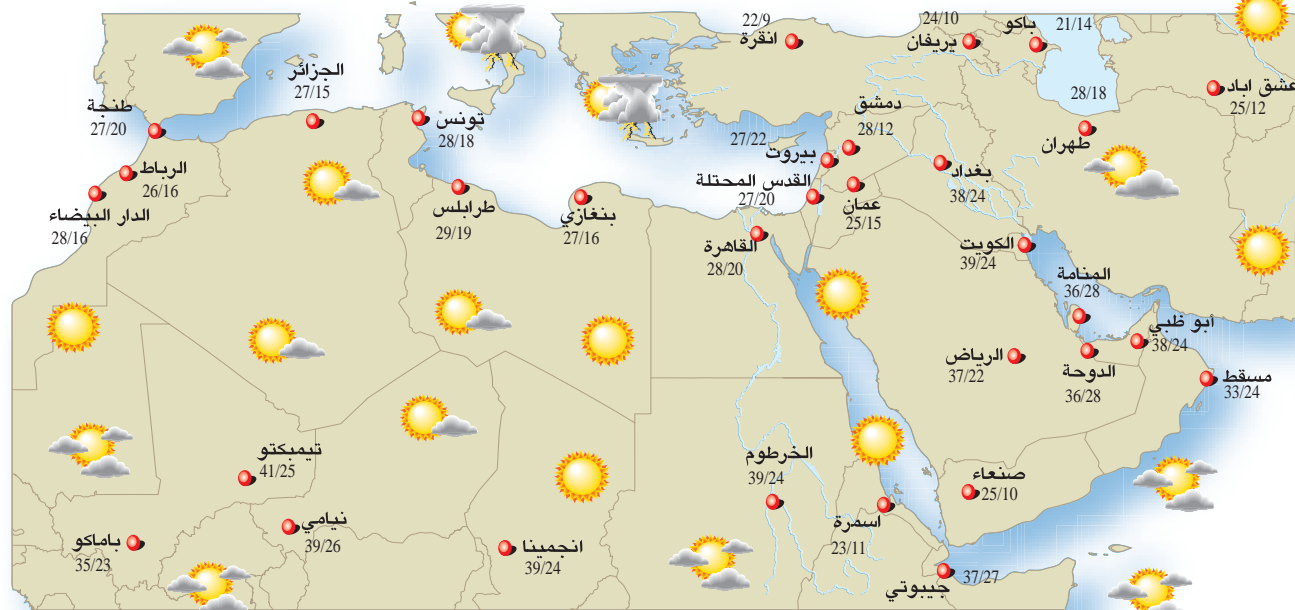 22/9
انقرة
24/10
يريفان
باكو
21/14
28/18
عشق اباد
25/12
طهران
الجزائر
27/15
طنجة
27/20
تونس
28/18
دمشق
28/12
27/22
بيروت
القدس المحتلة
27/20
عمان
25/15
بغداد
38/24
الرباط
26/16
الدار البيضاء
28/16
طرابلس
29/19
بنغازي
27/16
القاهرة
28/20
الكويت
39/24
المنامة
36/28
أبو ظبي
38/24
الرياض
37/22
الدوحة
36/28
مسقط
33/24
تيمبكتو
41/25
الخرطوم
39/24
صنعاء
25/10
نيامي
39/26
باماكو
35/23
انجمينا
39/24
اسمرة
23/11
جيبوتي
37/27